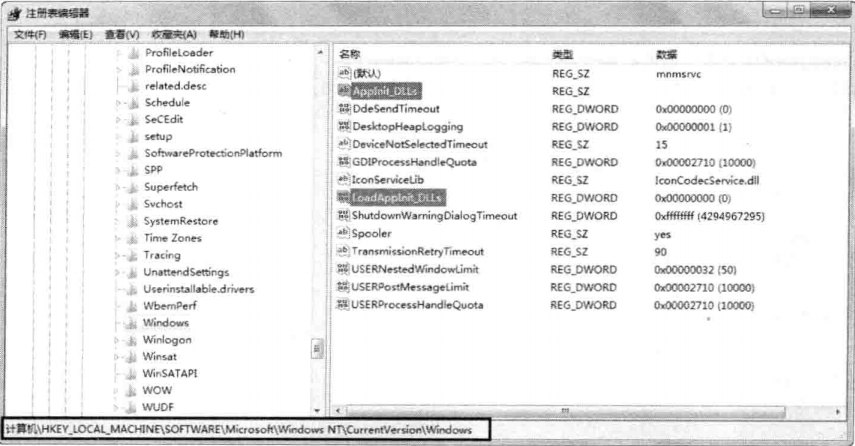 注册表编辑器
文件(F) 编辑(E) 查看(V) 收藏夹(A) 帮助(H)
ProfileLoader
ProfileNotification
related.desc
Schedule
SeCEdit
setup
SoftwareProtectionPlatform
SPP
Superfetch
Svchost
SystemRestore
Time Zones
Tracing
UnattendSettings
Userinstallable.drivers
WbemPerf
Windows
Winlogon
Winsat
WinSATAPI
WOW
WUDF
名称 类型 数据
(默认) REG_SZ mnmsrvc
AppInit_DLLs REG_SZ
DdeSendTimeout REG_DWORD 0x00000000 (0)
DesktopHeapLogging REG_DWORD 0x00000001 (1)
DeviceNotSelectedTimeout REG_SZ 15
GDIProcessHandleQuota REG_DWORD 0x00002710 (10000)
IconServiceLib REG_SZ IconCodecService.dll
LoadAppInit_DLLs REG_DWORD 0x00000000 (0)
ShutdownWarningDialogTimeout REG_DWORD 0xffffffff (4294967295)
Spooler REG_SZ yes
TransmissionRetryTimeout REG_SZ 90
USERNestedWindowLimit REG_DWORD 0x00000032 (50)
USERPostMessageLimit REG_DWORD 0x00002710 (10000)
USERProcessHandleQuota REG_DWORD 0x00002710 (10000)
计算机\HKEY_LOCAL_MACHINE\SOFTWARE\Microsoft\Windows NT\CurrentVersion\Windows